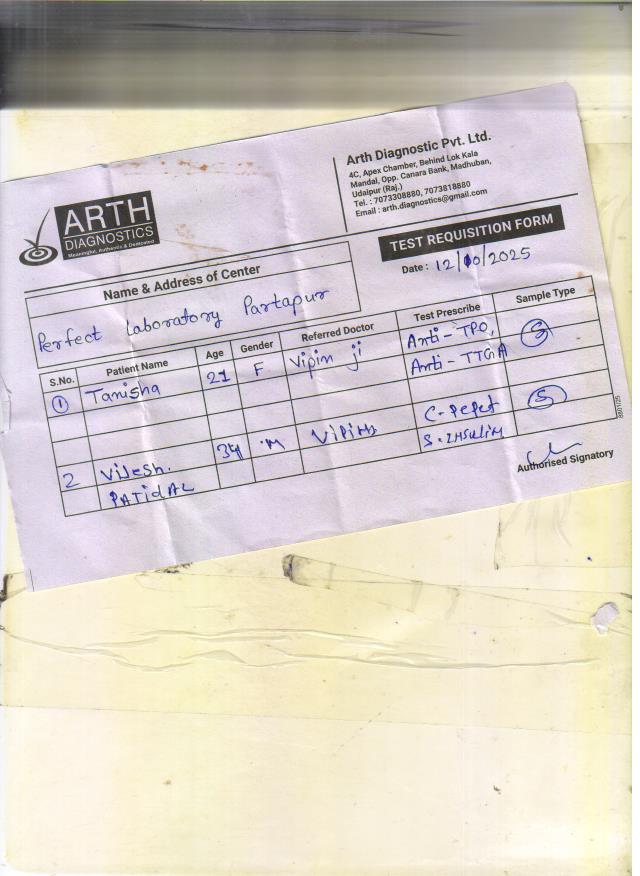 ARTH
DIAGNOSTICS
Meaningful, Authentic & Dedicated
Arth Diagnostic Pvt. Ltd.
4C, Apex Chamber, Behind Lok Kala
Mandal, Opp. Canara Bank, Madhuban,
Udaipur (Raj.)
Tel. : 7073308880, 7073818880
Email : arth.diagnostics@gmail.com
TEST REQUISITION FORM
Date : 12/10/2025
Name & Address of Center
Perfect Laboratory Partapur
S.No. Patient Name Age Gender Referred Doctor Test Prescribe Sample Type
1 Tanisha 21 F Vipin ji Anti-TPO, S
Anti-TTGA
2 Vijesh. M VIPIN C-PePet S
PATIdAL S.INSULIN
Authorised Signatory